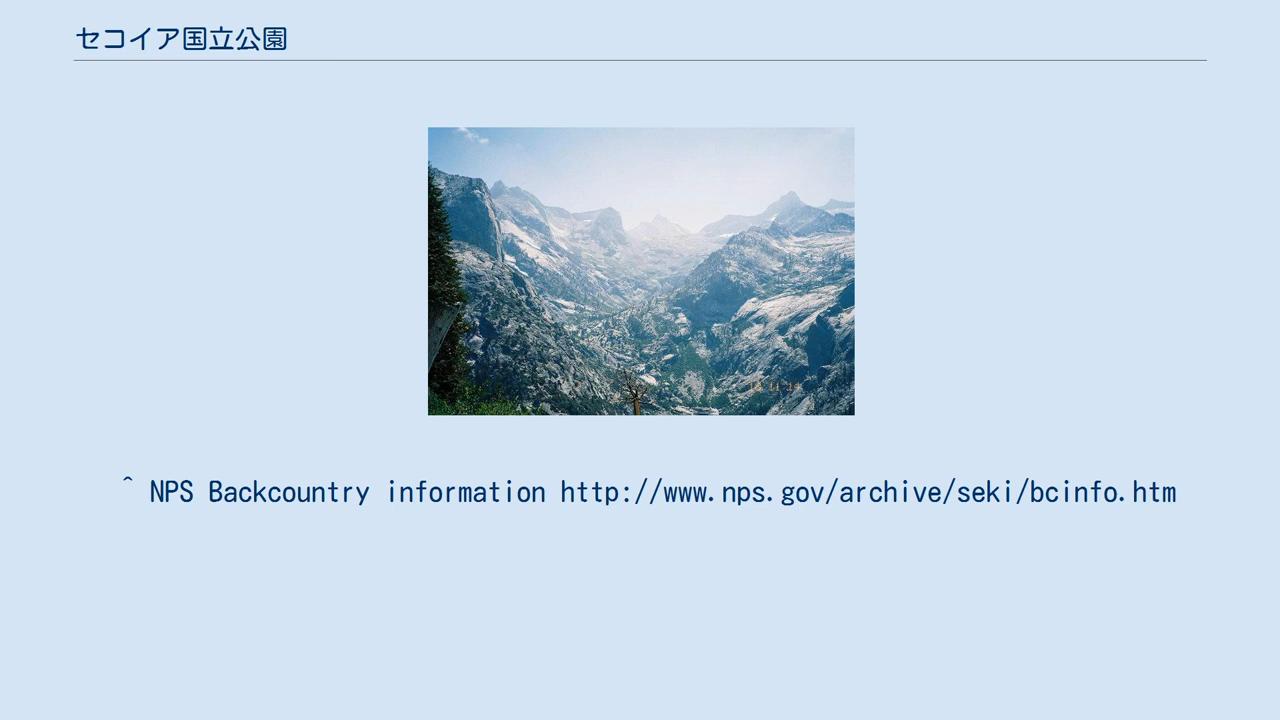 セコイア国立公園
^ NPS Backcountry information http://www.nps.gov/archive/seki/bcinfo.htm